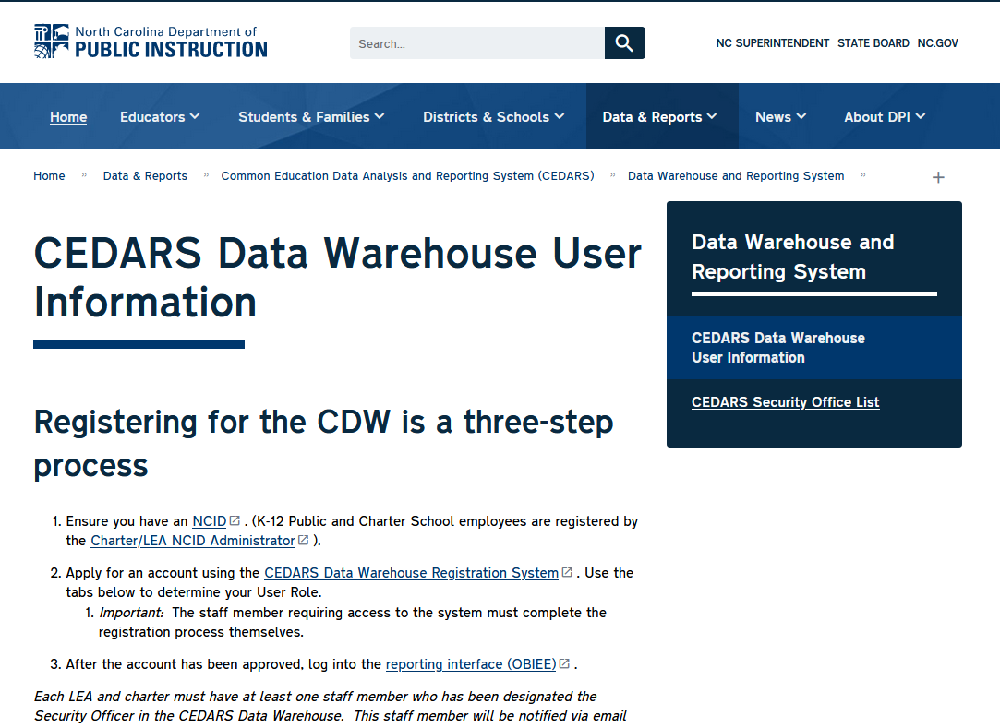 North Carolina Department of
PUBLIC INSTRUCTION
Search...
NC SUPERINTENDENT STATE BOARD NC.GOV
Home Educators Students & Families Districts & Schools Data & Reports News About DPI
Home » Data & Reports » Common Education Data Analysis and Reporting System (CEDARS) » Data Warehouse and Reporting System »
CEDARS Data Warehouse User
Information
Registering for the CDW is a three-step
process
1. Ensure you have an NCID . (K-12 Public and Charter School employees are registered by
the Charter/LEA NCID Administrator ).
2. Apply for an account using the CEDARS Data Warehouse Registration System . Use the
tabs below to determine your User Role.
1. Important: The staff member requiring access to the system must complete the
registration process themselves.
3. After the account has been approved, log into the reporting interface (OBIEE) .
Each LEA and charter must have at least one staff member who has been designated the
Security Officer in the CEDARS Data Warehouse. This staff member will be notified via email
Data Warehouse and
Reporting System
CEDARS Data Warehouse
User Information
CEDARS Security Office List